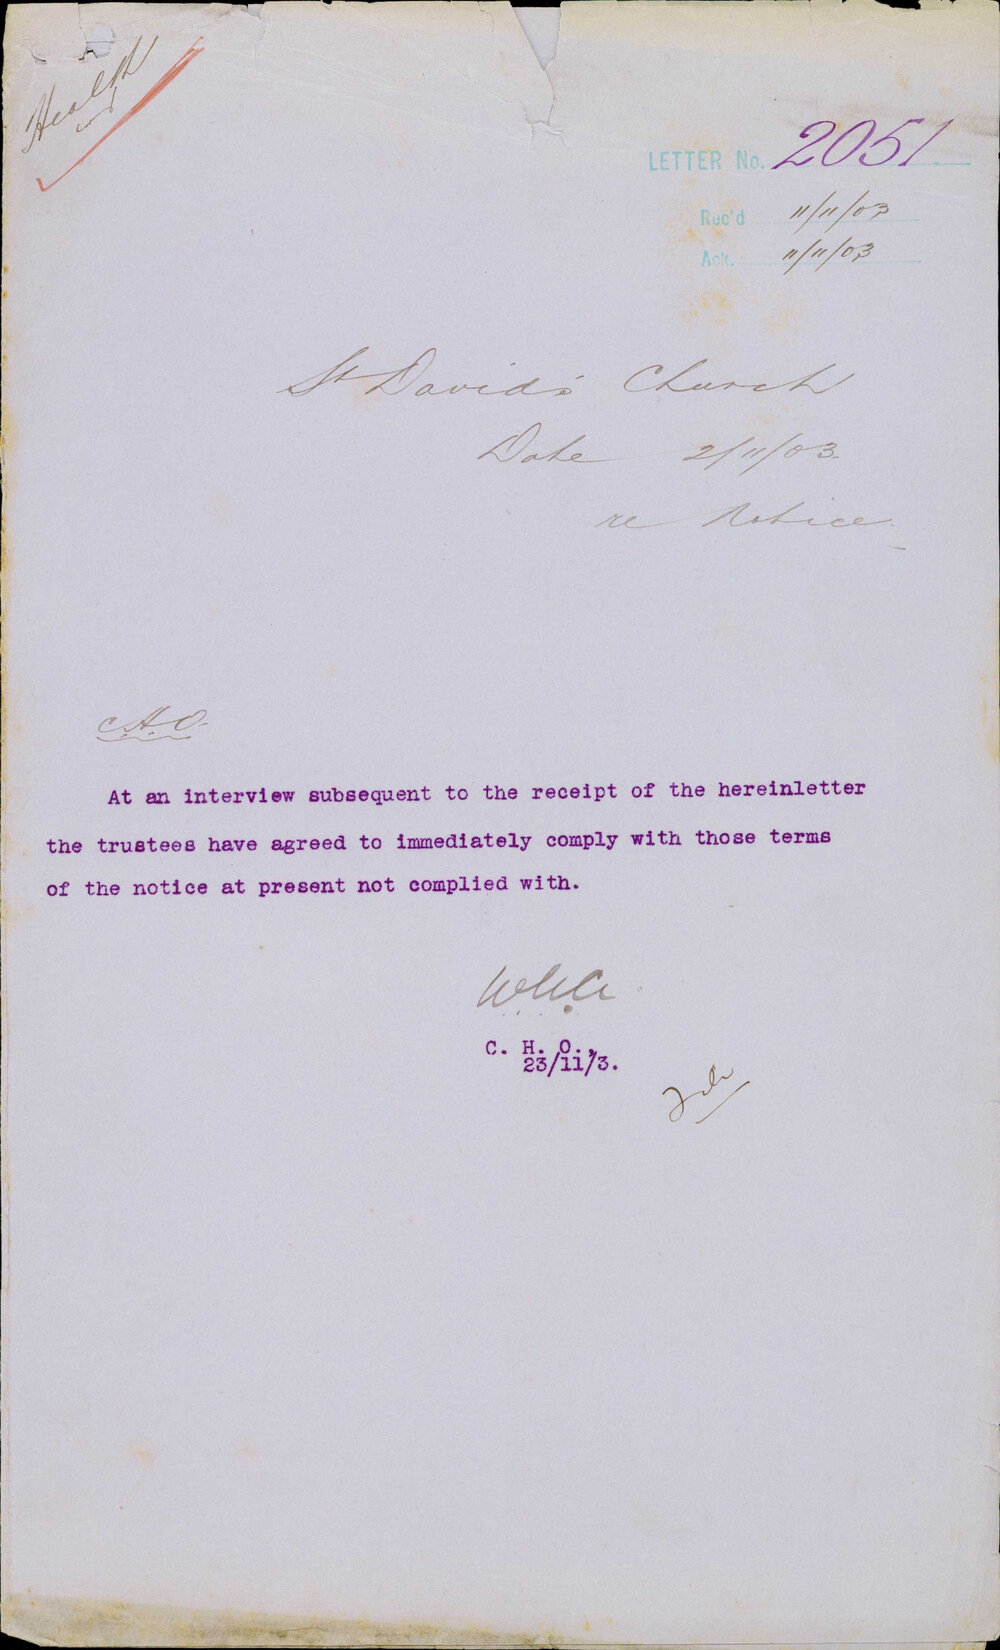 Health
LETTER No. 2051
Rec'd 11/11/03
Ack. 11/11/03
St David's Church
Date 2/11/03.
re Notice.
C.H.O.
At an interview subsequent to the receipt of the hereinletter
the trustees have agreed to immediately comply with those terms
of the notice at present not complied with.
C. H. O.,
23/11/3.
File